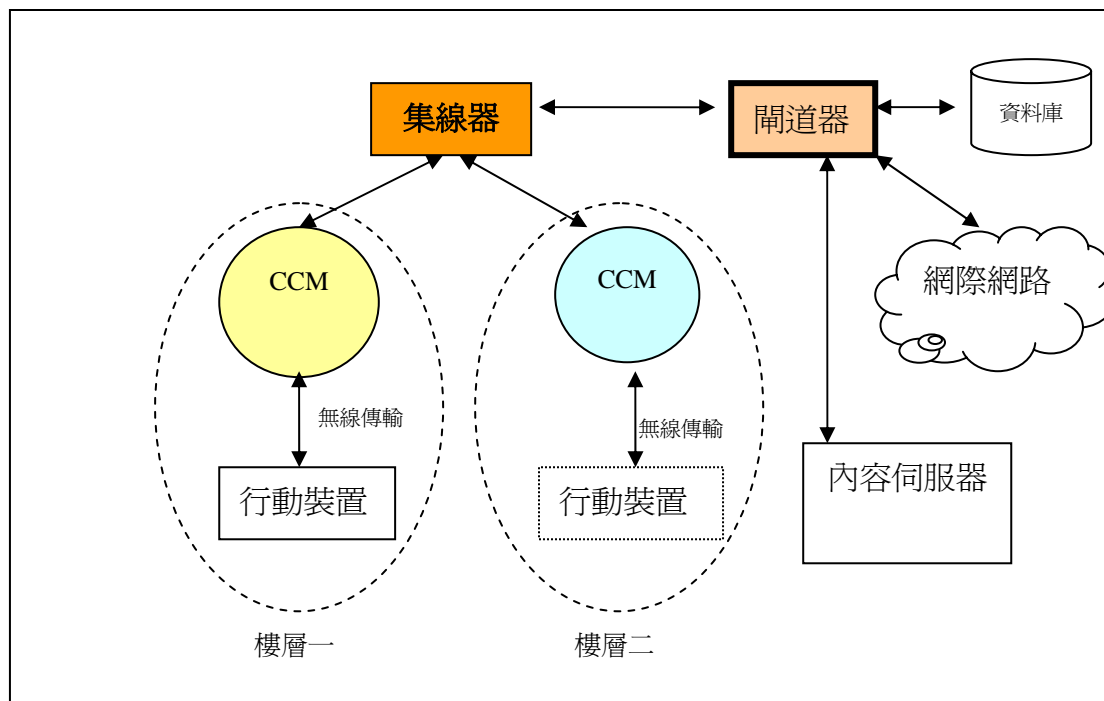 集線器
閘道器
資料庫
CCM
CCM
網際網路
無線傳輸
無線傳輸
行動裝置
行動裝置
內容伺服器
樓層一
樓層二